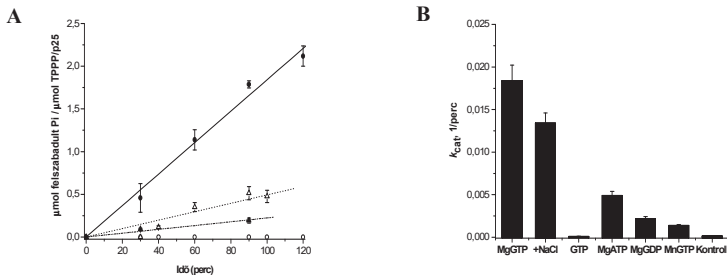 A
μmol felszabadult Pi / μmol TPPP/p25
2,5
2,0
1,5
1,0
0,5
0,0
0 20 40 60 80 100 120
Idő (perc)
B
kcat, 1/perc
0,025
0,020
0,015
0,010
0,005
0,000
MgGTP +NaCl GTP MgATP MgGDP MnGTP Kontrol